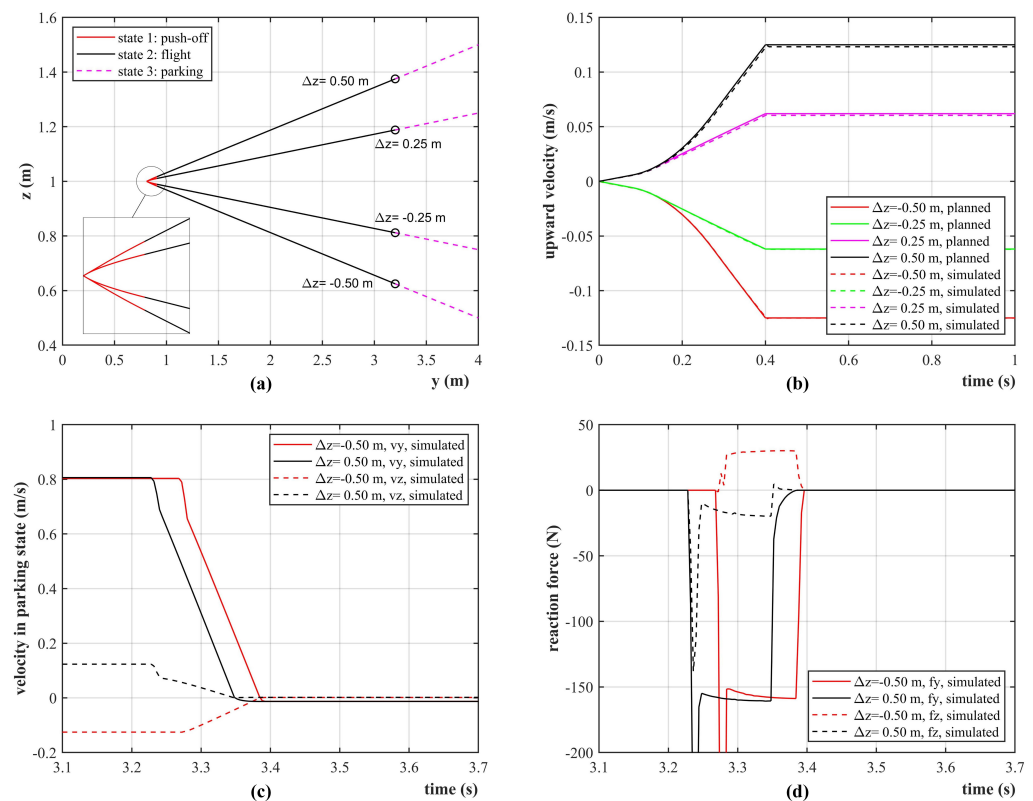 1.6
1.4
1.2
1
0.8
0.6
0.4
z (m)
state 1: push-off
state 2: flight
state 3: parking
Δz= 0.50 m
Δz= 0.25 m
Δz= -0.25 m
Δz= -0.50 m
0 0.5 1 1.5 2 2.5 3 3.5 4
y (m)
(a)
0.15
0.1
0.05
0
-0.05
-0.1
-0.15
upward velocity (m/s)
Δz=-0.50 m, planned
Δz=-0.25 m, planned
Δz= 0.25 m, planned
Δz= 0.50 m, planned
Δz=-0.50 m, simulated
Δz=-0.25 m, simulated
Δz= 0.25 m, simulated
Δz= 0.50 m, simulated
0 0.2 0.4 0.6 0.8 1
time (s)
(b)
1
0.8
0.6
0.4
0.2
0
-0.2
velocity in parking state (m/s)
Δz=-0.50 m, vy, simulated
Δz= 0.50 m, vy, simulated
Δz=-0.50 m, vz, simulated
Δz= 0.50 m, vz, simulated
3.1 3.2 3.3 3.4 3.5 3.6 3.7
time (s)
(c)
50
0
-50
-100
-150
-200
reaction force (N)
Δz=-0.50 m, fy, simulated
Δz= 0.50 m, fy, simulated
Δz=-0.50 m, fz, simulated
Δz= 0.50 m, fz, simulated
3.1 3.2 3.3 3.4 3.5 3.6 3.7
time (s)
(d)